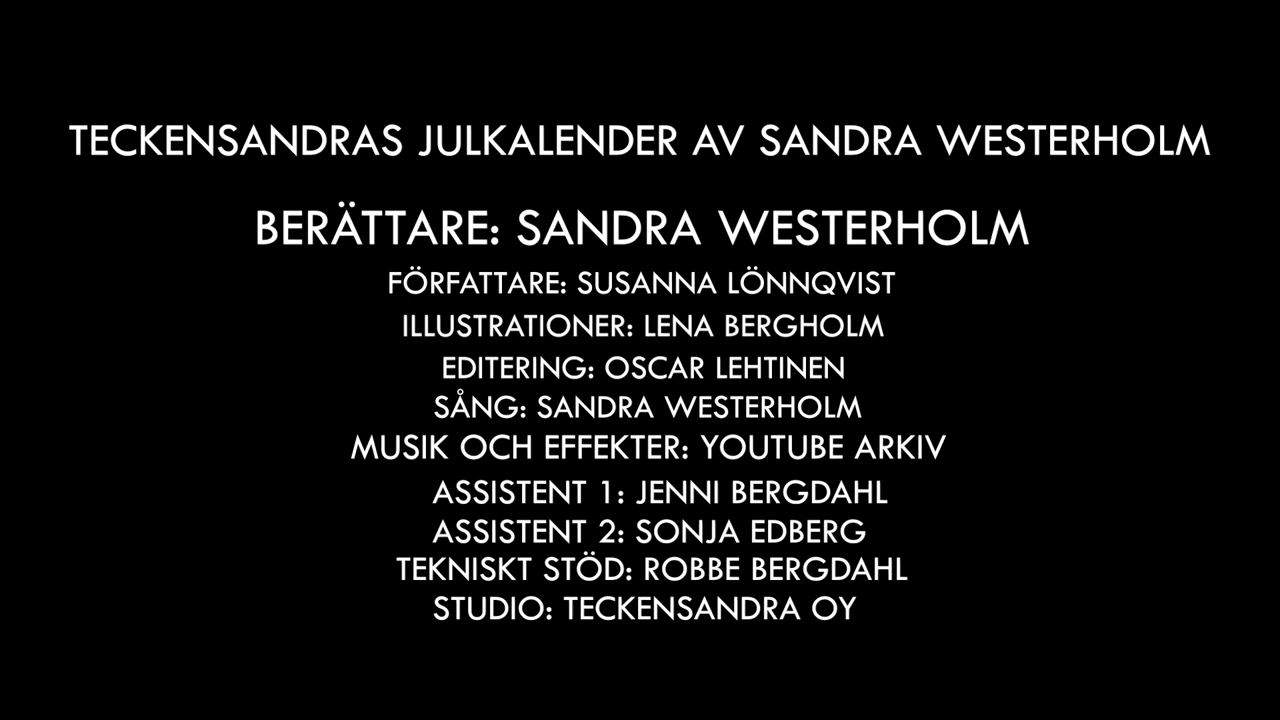 TECKENSANDRAS JULKALENDER AV SANDRA WESTERHOLM
BERÄTTARE: SANDRA WESTERHOLM
FÖRFATTARE: SUSANNA LÖNNQVIST
ILLUSTRATIONER: LENA BERGHOLM
EDITERING: OSCAR LEHTINEN
SÅNG: SANDRA WESTERHOLM
MUSIK OCH EFFEKTER: YOUTUBE ARKIV
ASSISTENT 1: JENNI BERGDAHL
ASSISTENT 2: SONJA EDBERG
TEKNISKT STÖD: ROBBE BERGDAHL
STUDIO: TECKENSANDRA OY